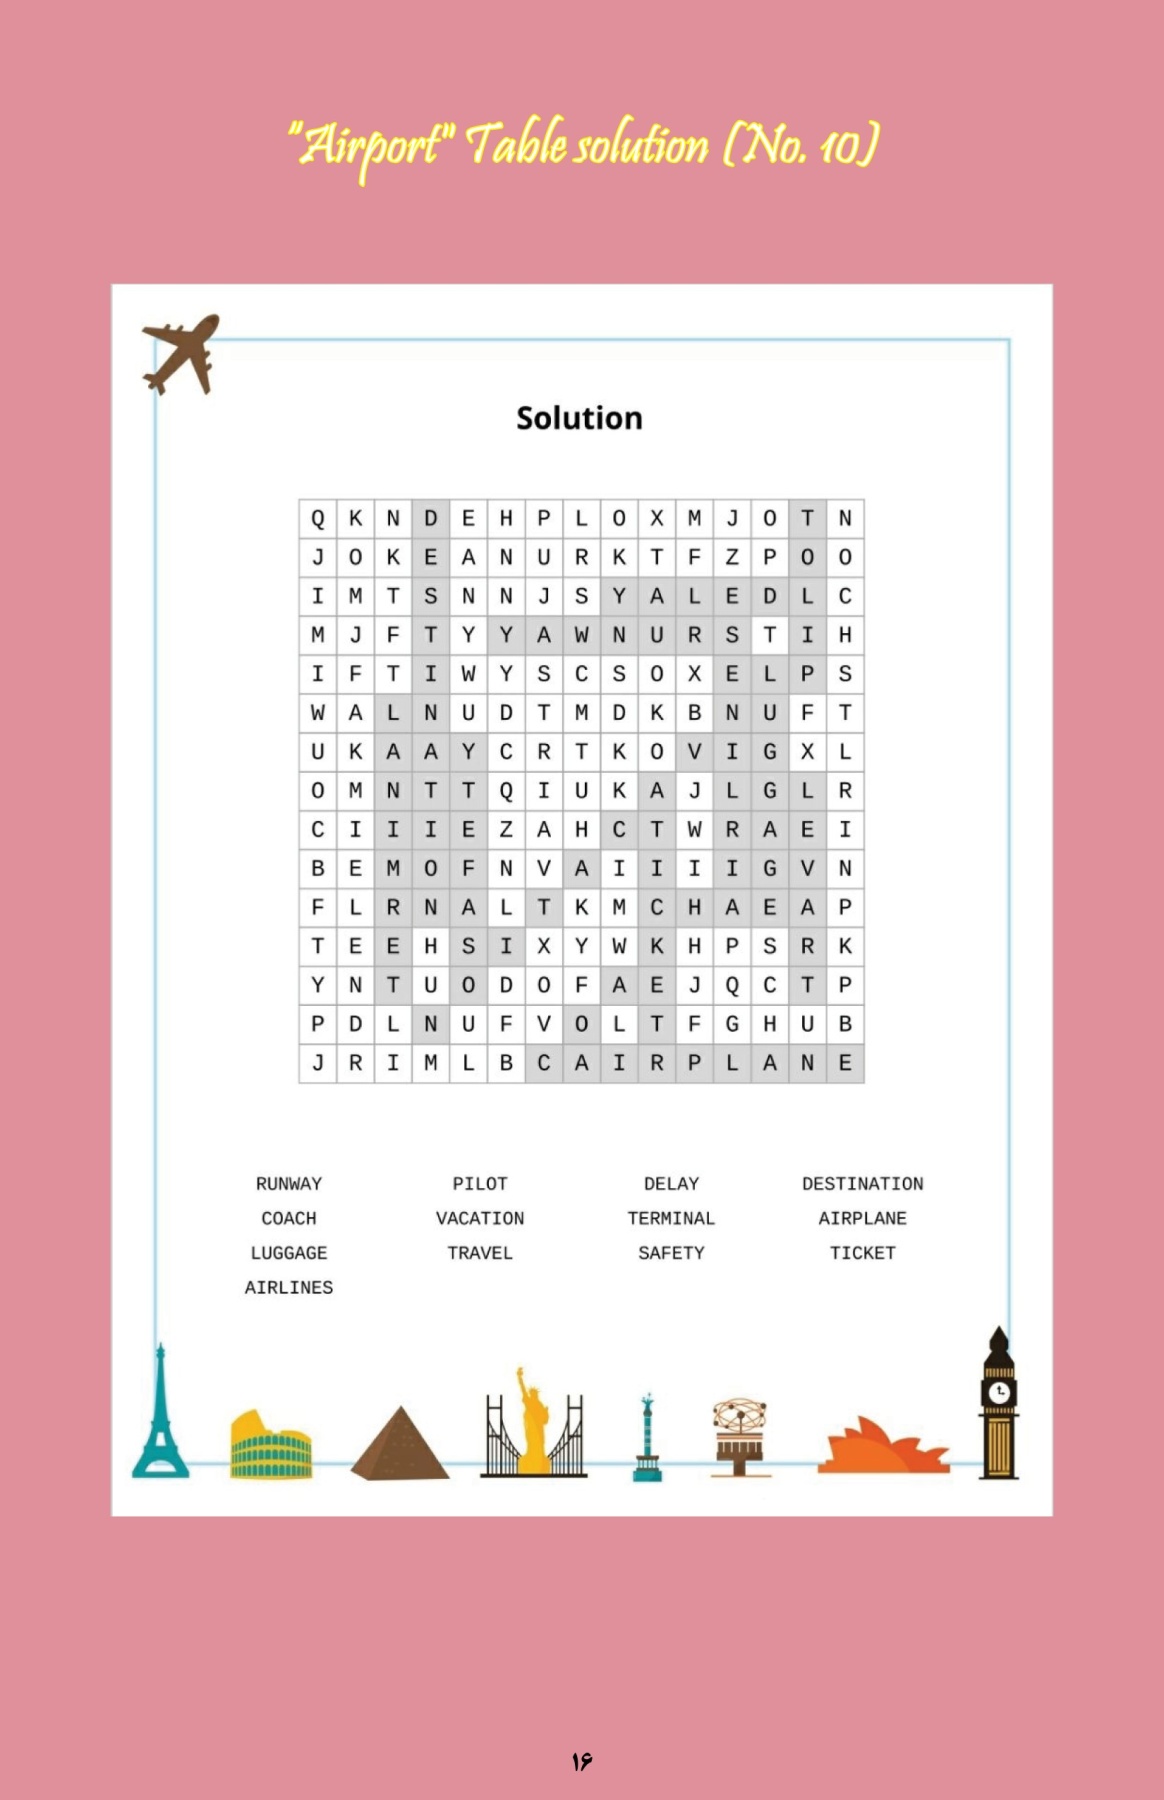 "Airport" Table solution (No. 10)
Solution
Q K N D E H P L O X M J O T N
J O K E A N U R K T F Z P O O
I M T S N N J S Y A L E D L C
M J F T Y Y A W N U R S T I H
I F T I W Y S C S O X E L P S
W A L N U D T M D K B N U F T
U K A A Y C R T K O V I G X L
O M N T T Q I U K A J L G L R
C I I I E Z A H C T W R A E I
B E M O F N V A I I I I G V N
F L R N A L T K M C H A E A P
T E E H S I X Y W K H P S R K
Y N T U O D O F A E J Q C T P
P D L N U F V O L T F G H U B
J R I M L B C A I R P L A N E
RUNWAY PILOT DELAY DESTINATION
COACH VACATION TERMINAL AIRPLANE
LUGGAGE TRAVEL SAFETY TICKET
AIRLINES
۱۶